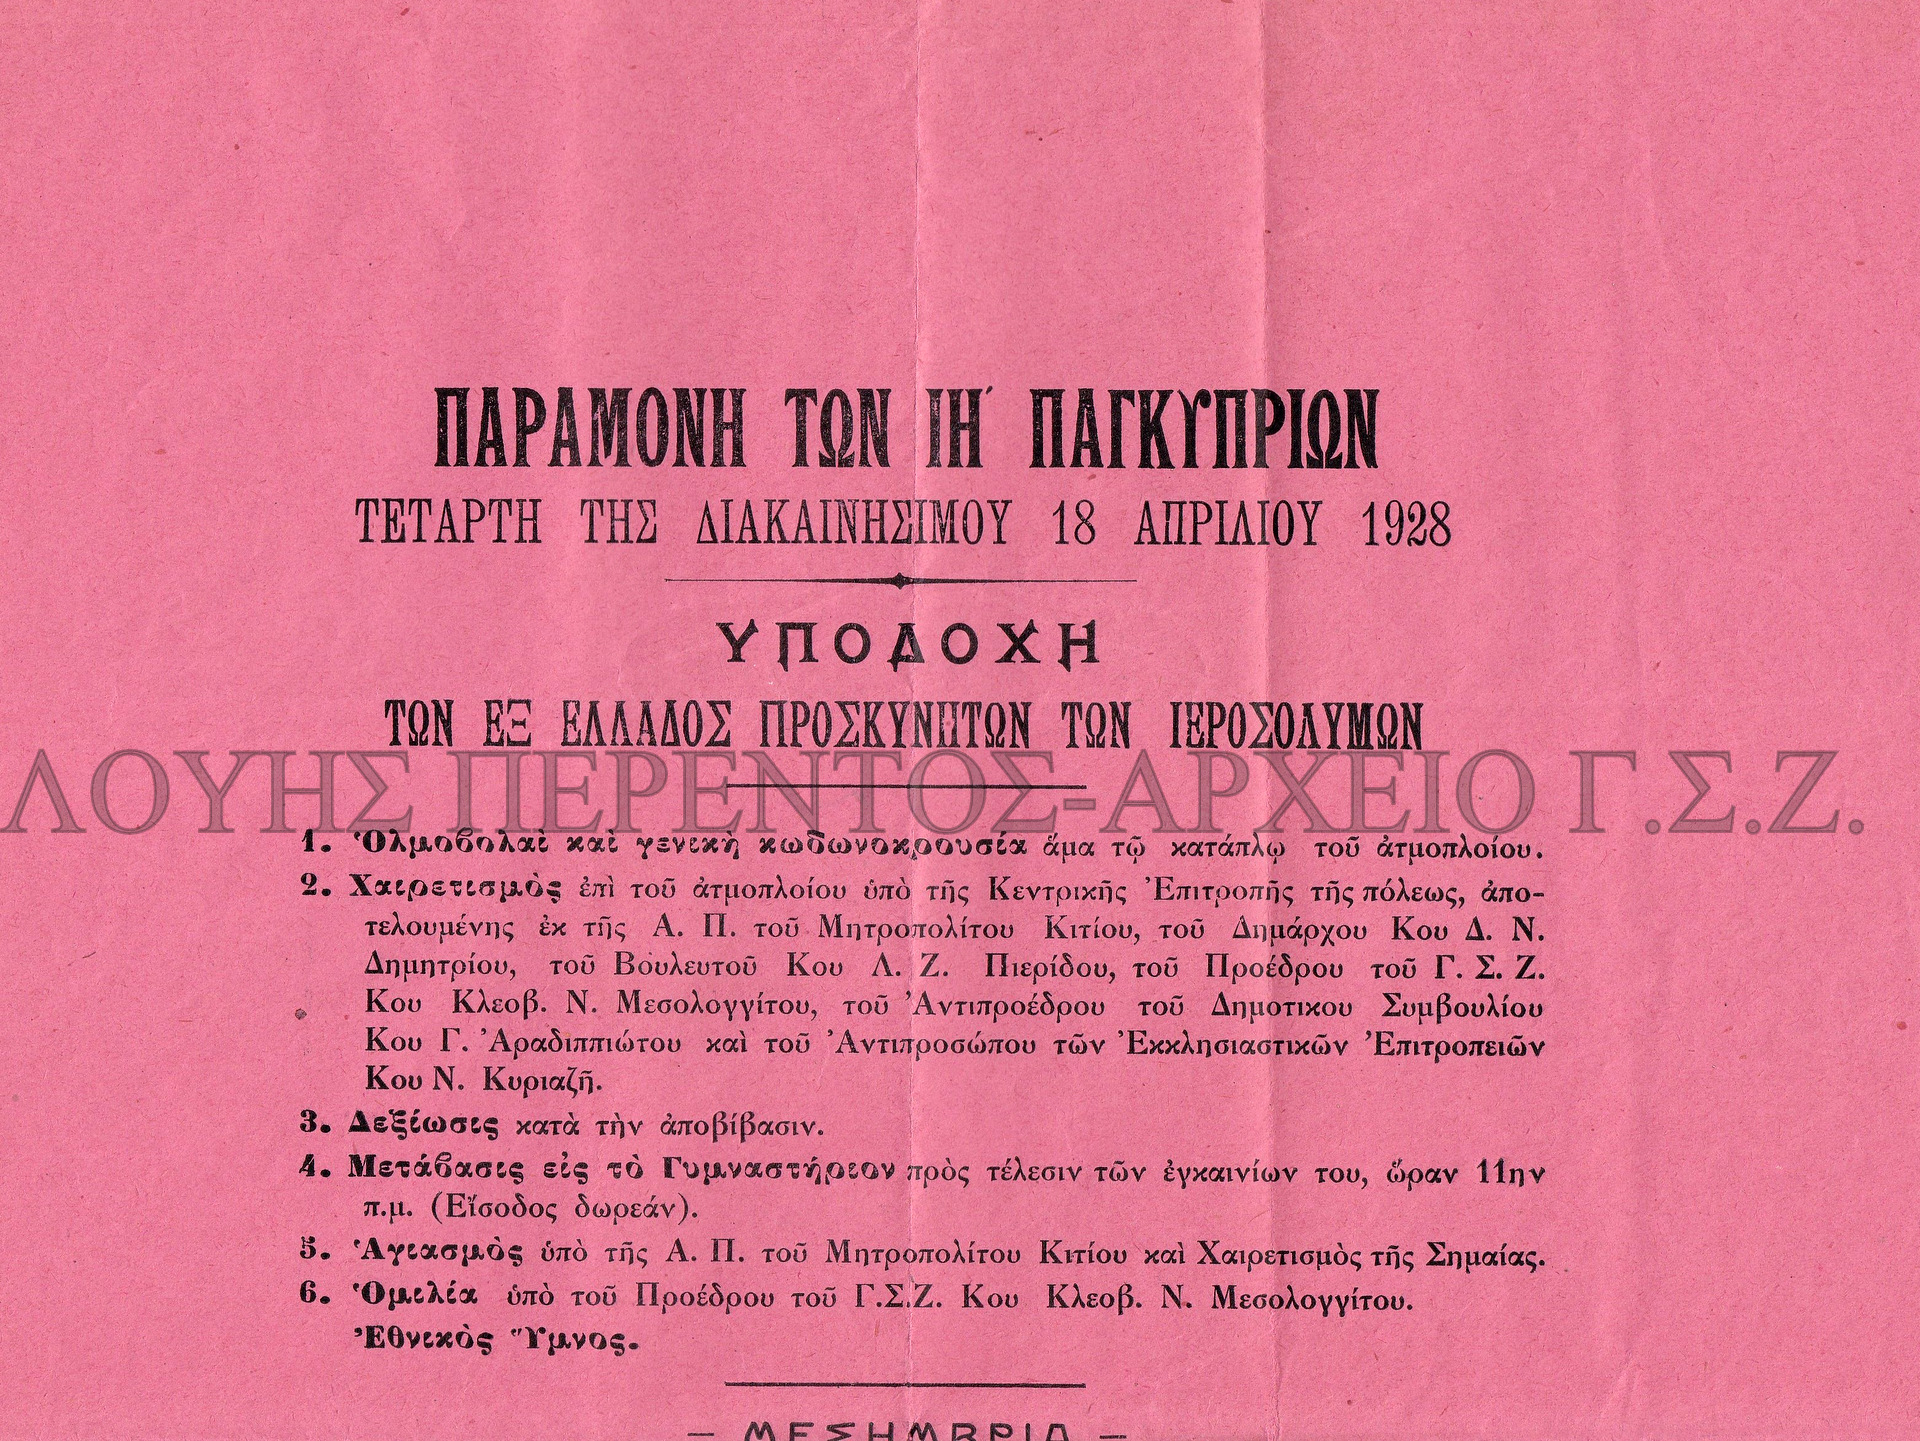 ΠΑΡΑΜΟΝΗ ΤΩΝ ΙΗ΄ ΠΑΓΚΥΠΡΙΩΝ
ΤΕΤΑΡΤΗ ΤΗΣ ΔΙΑΚΑΙΝΗΣΙΜΟΥ 18 ΑΠΡΙΛΙΟΥ 1928
ΥΠΟΔΟΧΗ
ΤΩΝ ΕΞ ΕΛΛΑΔΟΣ ΠΡΟΣΚΥΝΗΤΩΝ ΤΩΝ ΙΕΡΟΣΟΛΥΜΩΝ
ΛΟΥΗΣ ΠΕΡΕΝΤΟΣ-ΑΡΧΕΙΟ Γ.Σ.Ζ.
1. Ὁλμοβολαὶ καὶ γενικὴ κωδωνοκρουσία ἅμα τῷ κατάπλῳ τοῦ ἀτμοπλοίου.
2. Χαιρετισμὸς ἐπὶ τοῦ ἀτμοπλοίου ὑπὸ τῆς Κεντρικῆς Ἐπιτροπῆς τῆς πόλεως, ἀπο-
τελουμένης ἐκ τῆς Α. Π. τοῦ Μητροπολίτου Κιτίου, τοῦ Δημάρχου Κου Δ. Ν.
Δημητρίου, τοῦ Βουλευτοῦ Κου Λ. Ζ. Πιερίδου, τοῦ Προέδρου τοῦ Γ. Σ. Ζ.
Κου Κλεοβ. Ν. Μεσολογγίτου, τοῦ Ἀντιπροέδρου τοῦ Δημοτικου Συμβουλίου
Κου Γ. Ἀραδιππιώτου καὶ τοῦ Ἀντιπροσώπου τῶν Ἐκκλησιαστικῶν Ἐπιτροπειῶν
Κου Ν. Κυριαζῆ.
3. Δεξίωσις κατὰ τὴν ἀποβίβασιν.
4. Μετάβασις εἰς τὸ Γυμναστήριον πρὸς τέλεσιν τῶν ἐγκαινίων του, ὥραν 11ην
π.μ. (Εἴσοδος δωρεάν).
5. Ἁγιασμὸς ὑπὸ τῆς Α. Π. τοῦ Μητροπολίτου Κιτίου καὶ Χαιρετισμὸς τῆς Σημαίας.
6. Ὁμιλία ὑπὸ τοῦ Προέδρου τοῦ Γ.Σ.Ζ. Κου Κλεοβ. Ν. Μεσολογγίτου.
Ἐθνικὸς Ὕμνος.
– ΜΕΣΗΜΒΡΙΑ –